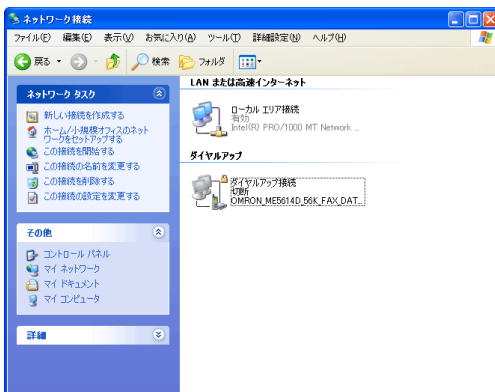 ネットワーク接続
ファイル(F) 編集(E) 表示(V) お気に入り(A) ツール(T) 詳細設定(N) ヘルプ(H)
戻る 検索 フォルダ
ネットワーク タスク
新しい接続を作成する
ホーム/小規模オフィスのネット
ワークをセットアップする
この接続を開始する
この接続の名前を変更する
この接続を削除する
この接続の設定を変更する
その他
コントロール パネル
マイ ネットワーク
マイ ドキュメント
マイ コンピュータ
詳細
LAN または高速インターネット
ローカル エリア接続
有効
Intel(R) PRO/1000 MT Network ...
ダイヤルアップ
ダイヤルアップ接続
切断
OMRON_ME5614D_56K_FAX_DAT...